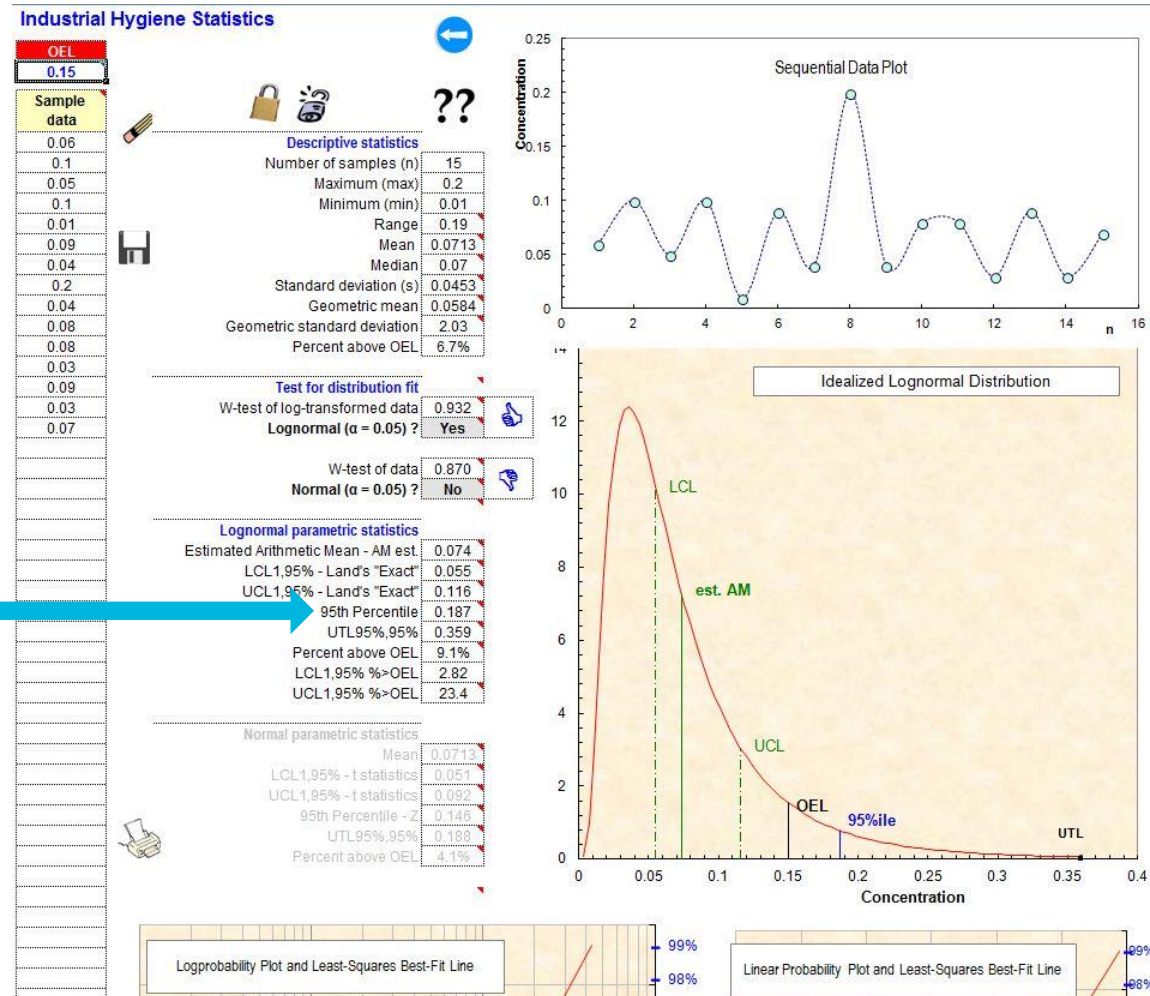 Industrial Hygiene Statistics
OEL
0.15
Sample
data
0.06
0.1
0.05
0.1
0.01
0.09
0.04
0.2
0.04
0.08
0.08
0.03
0.09
0.03
0.07
??
Descriptive statistics
Number of samples (n) 15
Maximum (max) 0.2
Minimum (min) 0.01
Range 0.19
Mean 0.0713
Median 0.07
Standard deviation (s) 0.0453
Geometric mean 0.0584
Geometric standard deviation 2.03
Percent above OEL 6.7%
Test for distribution fit
W-test of log-transformed data 0.932
Lognormal (α = 0.05) ? Yes
W-test of data 0.870
Normal (α = 0.05) ? No
Lognormal parametric statistics
Estimated Arithmetic Mean - AM est. 0.074
LCL1,95% - Land's "Exact" 0.055
UCL1,95% - Land's "Exact" 0.116
95th Percentile 0.187
UTL95%,95% 0.359
Percent above OEL 9.1%
LCL1,95% %>OEL 2.82
UCL1,95% %>OEL 23.4
Normal parametric statistics
Mean 0.0713
LCL1,95% - t statistics 0.051
UCL1,95% - t statistics 0.092
95th Percentile - Z 0.146
UTL95%,95% 0.188
Percent above OEL 4.1%
Sequential Data Plot
Concentration
0.25
0.2
0.15
0.1
0.05
0
0 2 4 6 8 10 12 14 n 16
Idealized Lognormal Distribution
14
12
10
8
6
4
2
0
LCL
est. AM
UCL
OEL
95%ile
UTL
0 0.05 0.1 0.15 0.2 0.25 0.3 0.35 0.4
Concentration
Logprobability Plot and Least-Squares Best-Fit Line
99%
98%
Linear Probability Plot and Least-Squares Best-Fit Line
99%
98%